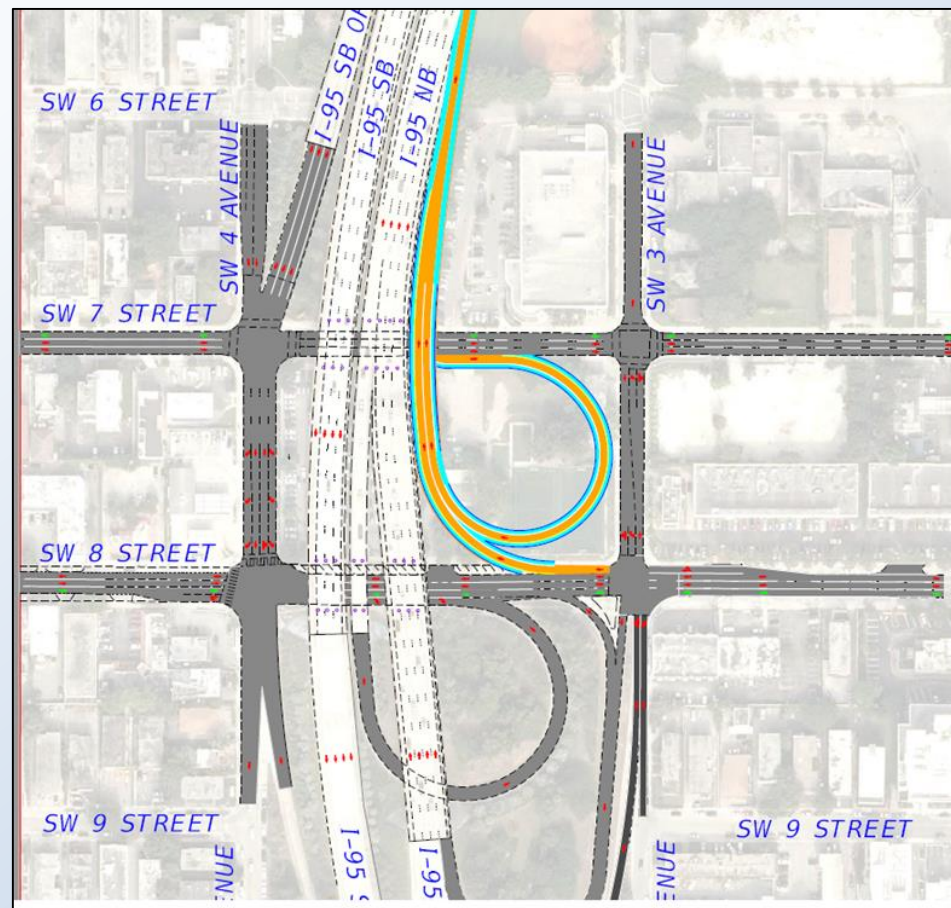 SW 6 STREET
SW 4 AVENUE
I-95 SB
I-95 SB
I-95 NB
SW 3 AVENUE
SW 7 STREET
SW 8 STREET
SW 9 STREET
SW 9 STREET
ENUE
I-95
I-95
ENUE